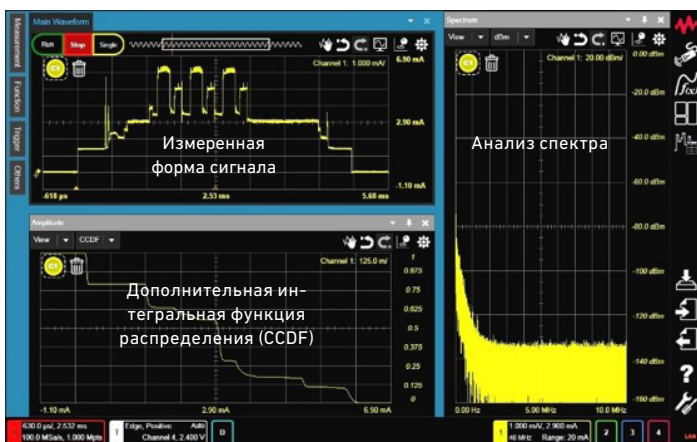 Main Waveform
Run Stop Single
Channel 1: 1.000 mA/
6.90 mA
2.90 mA
-1.10 mA
Измеренная
форма сигнала
-618 µs 2.53 ms 5.68 ms
Measurement
Function
Trigger
Others
Amplitude
View CCDF
Channel 1: 125.0 m/
1
0.875
0.75
0.625
0.5
0.375
0.25
0.125
0
Дополнительная ин-
тегральная функция
распределения (CCDF)
-1.10 mA 2.90 mA 6.90 mA
Spectrum
View dBm
Channel 1: 20.00 dBm/
0.00 dBm
-20.0 dBm
-40.0 dBm
-60.0 dBm
-80.0 dBm
-100 dBm
-120 dBm
-140 dBm
-160 dBm
Анализ спектра
0.00 Hz 5.00 MHz 10.0 MHz
f(x)
?
630.0 µs/, 2.532 ms
100.0 MSa/s, 1.000 Mpts
T
Edge, Positive Auto
Channel 4, 2.400 V
D
1
1.000 mA/, 2.900 mA
40 MHz Range: 20 mA
2
3
4